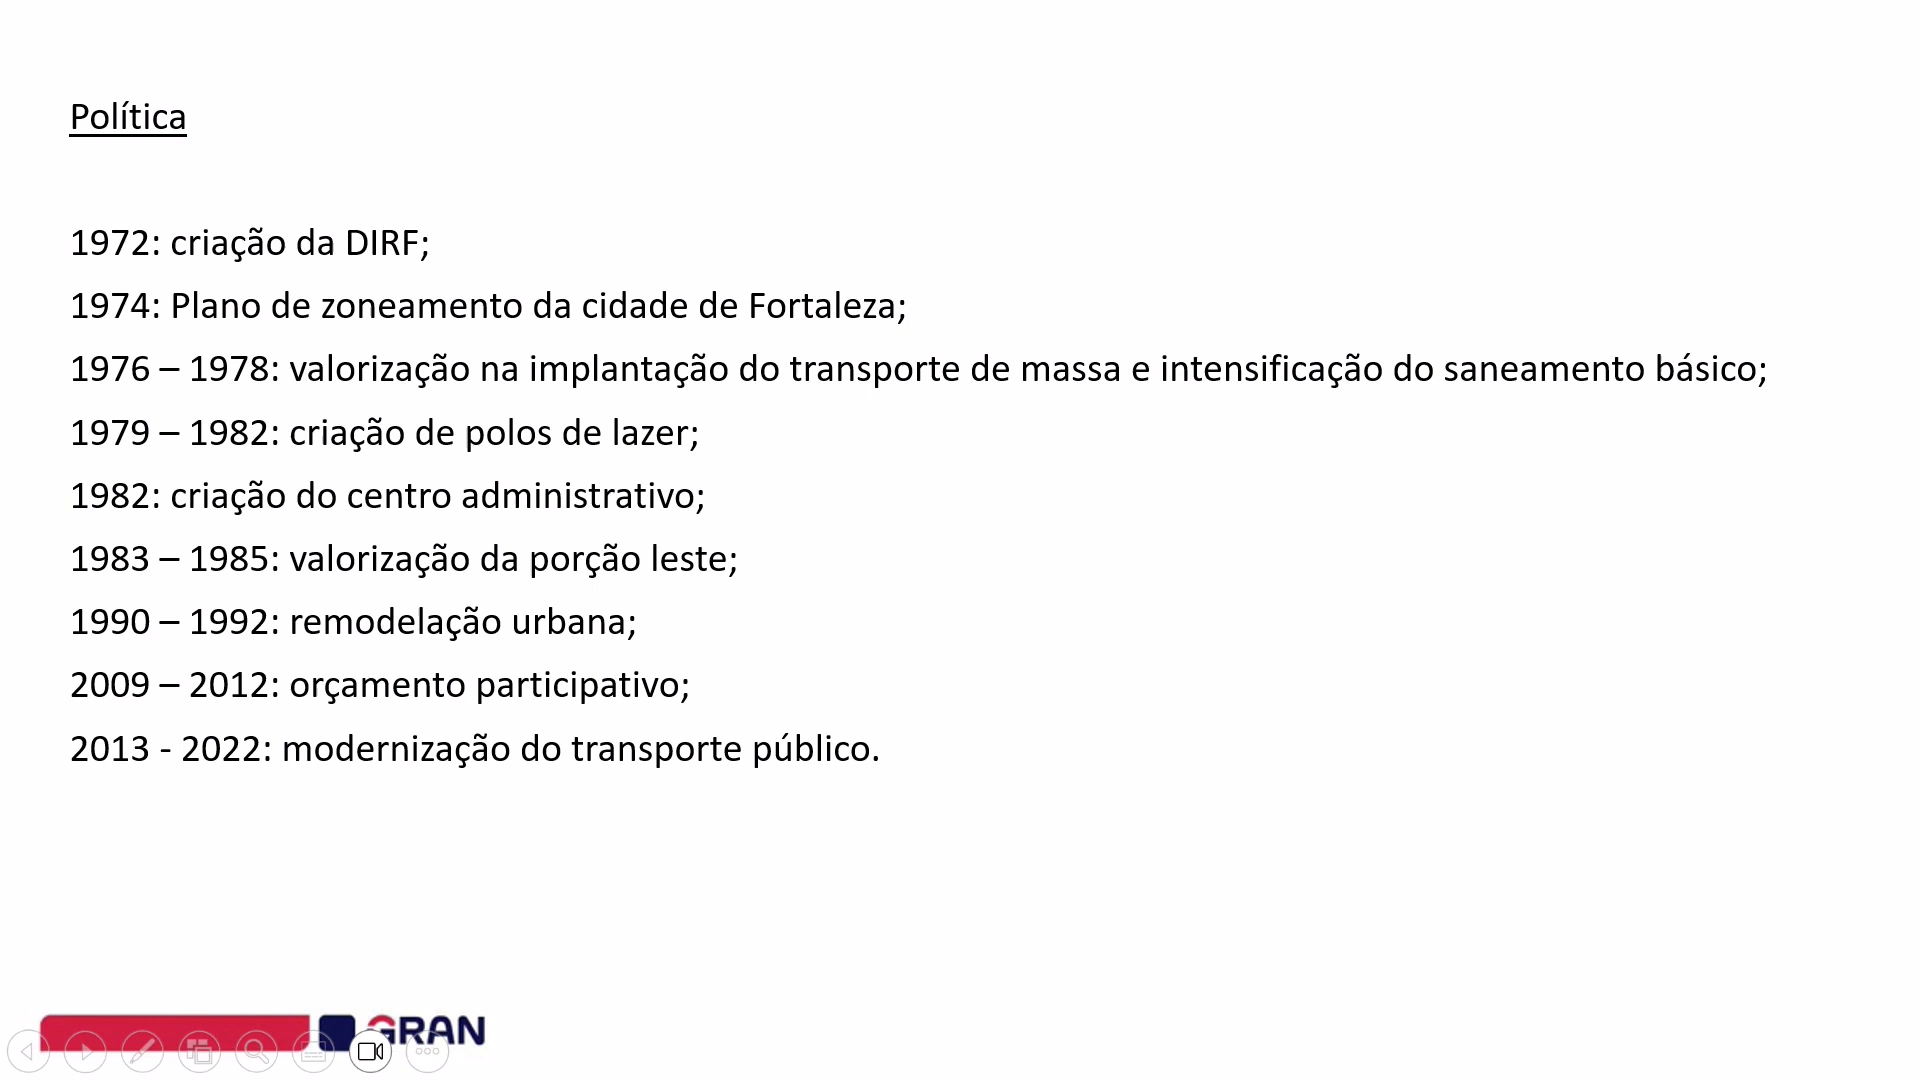 Política
1972: criação da DIRF;
1974: Plano de zoneamento da cidade de Fortaleza;
1976 – 1978: valorização na implantação do transporte de massa e intensificação do saneamento básico;
1979 – 1982: criação de polos de lazer;
1982: criação do centro administrativo;
1983 – 1985: valorização da porção leste;
1990 – 1992: remodelação urbana;
2009 – 2012: orçamento participativo;
2013 - 2022: modernização do transporte público.
GRAN